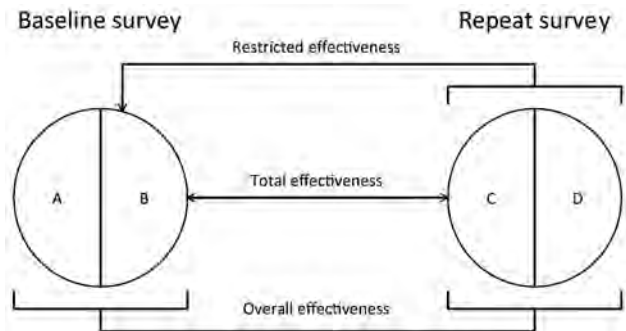 Baseline survey
Repeat survey
Restricted effectiveness
A
B
Total effectiveness
C
D
Overall effectiveness